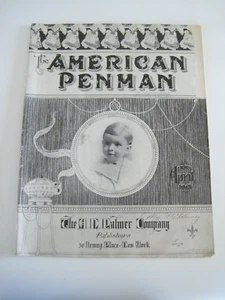 The
AMERICAN
PENMAN
The A. N. Palmer Company
Publishers
30 Irving Place New York